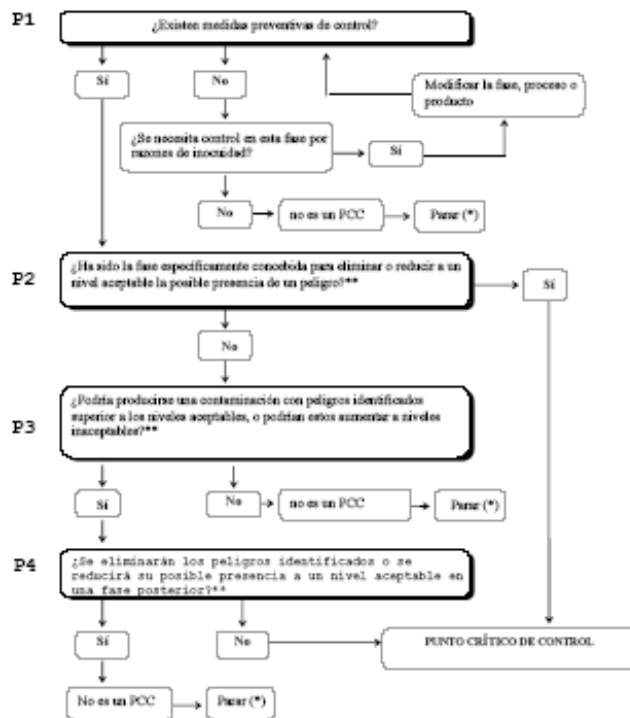 P1
¿Existen medidas preventivas de control?
Sí
No
Modificar la fase, proceso o
producto
¿Se necesita control en esta fase por
razones de inocuidad?
Sí
No
no es un PCC
Parar (*)
P2
¿Ha sido la fase específicamente concebida para eliminar o reducir a un
nivel aceptable la posible presencia de un peligro?**
Sí
No
P3
¿Podría producirse una contaminación con peligros identificados
superior a los niveles aceptables, o podrían estos aumentar a niveles
inaceptables?**
Sí
No
no es un PCC
Parar (*)
P4
¿Se eliminarán los peligros identificados o se
reducirá su posible presencia a un nivel aceptable en
una fase posterior?**
Sí
No
PUNTO CRÍTICO DE CONTROL
No es un PCC
Parar (*)